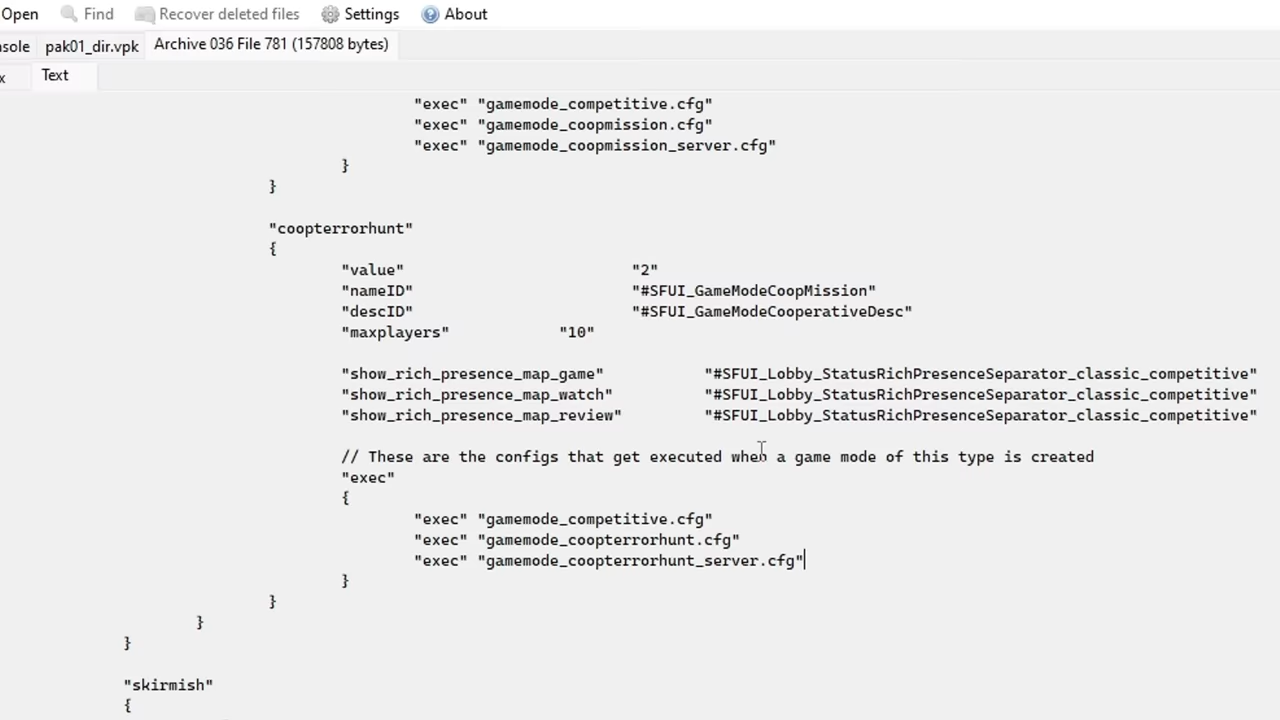 Open Find Recover deleted files Settings About
sole pak01_dir.vpk Archive 036 File 781 (157808 bytes)
x Text
"exec" "gamemode_competitive.cfg"
"exec" "gamemode_coopmission.cfg"
"exec" "gamemode_coopmission_server.cfg"
}
}
"coopterrorhunt"
{
"value" "2"
"nameID" "#SFUI_GameModeCoopMission"
"descID" "#SFUI_GameModeCooperativeDesc"
"maxplayers" "10"
"show_rich_presence_map_game" "#SFUI_Lobby_StatusRichPresenceSeparator_classic_competitive"
"show_rich_presence_map_watch" "#SFUI_Lobby_StatusRichPresenceSeparator_classic_competitive"
"show_rich_presence_map_review" "#SFUI_Lobby_StatusRichPresenceSeparator_classic_competitive"
// These are the configs that get executed when a game mode of this type is created
"exec"
{
"exec" "gamemode_competitive.cfg"
"exec" "gamemode_coopterrorhunt.cfg"
"exec" "gamemode_coopterrorhunt_server.cfg"
}
}
}
}
"skirmish"
{